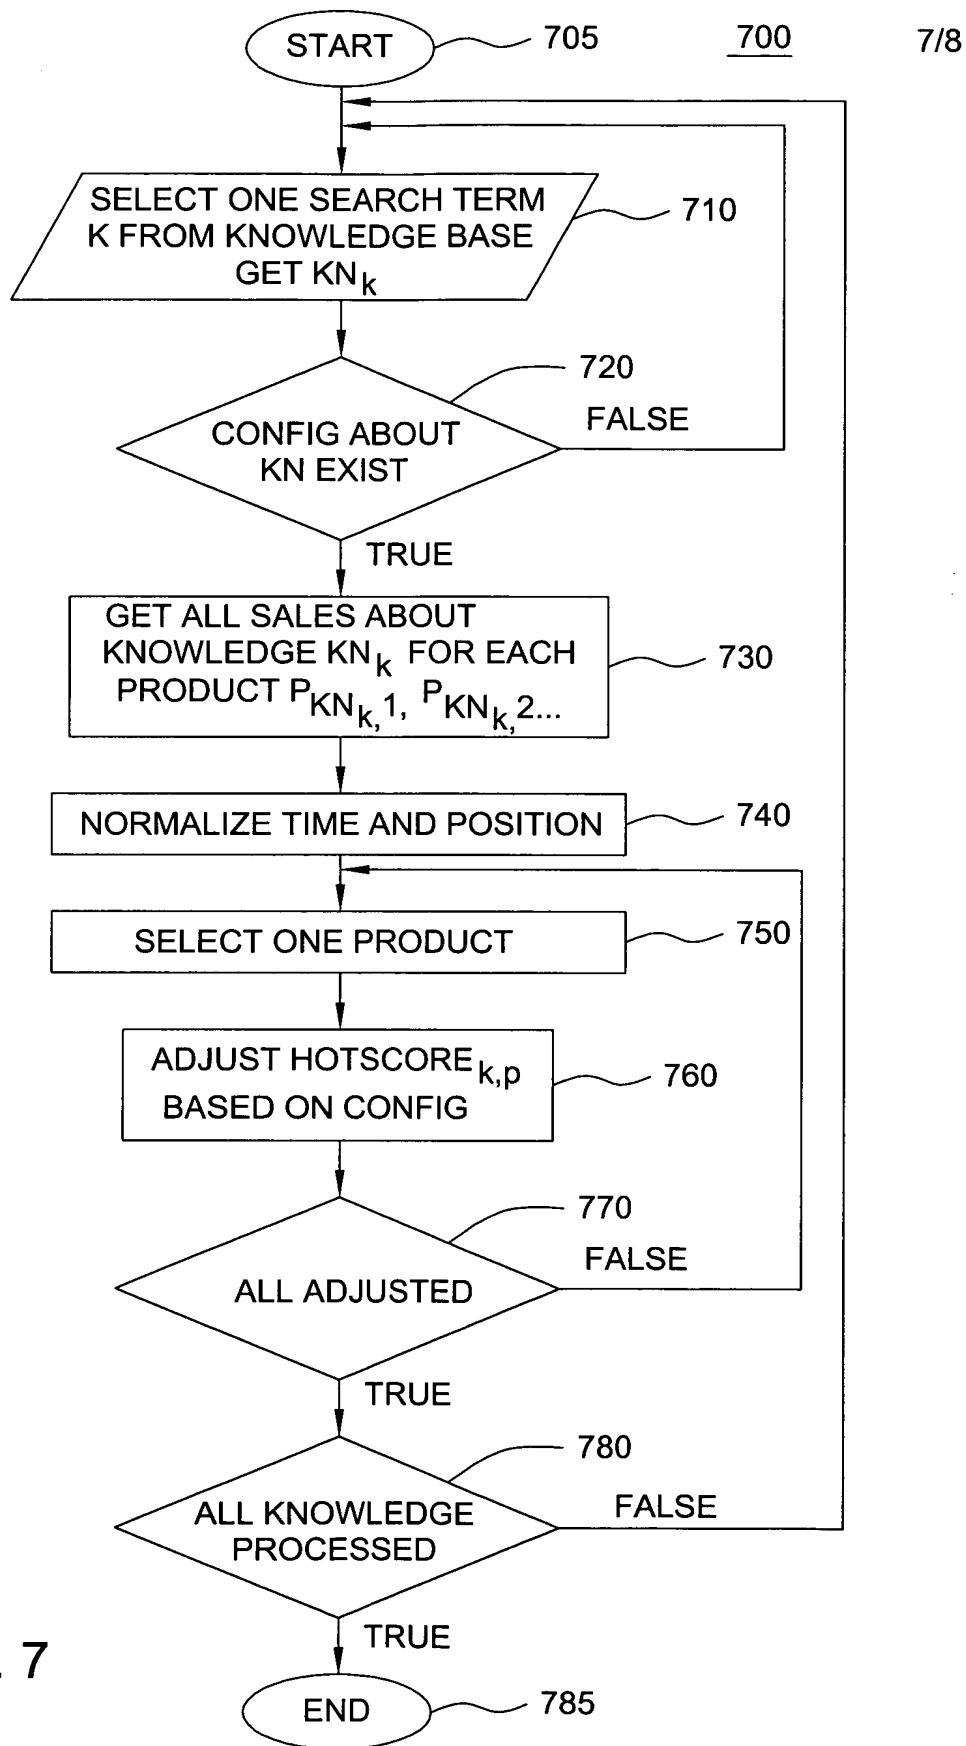 START
705
700
7/8
SELECT ONE SEARCH TERM
K FROM KNOWLEDGE BASE
GET KNk
710
CONFIG ABOUT
KN EXIST
720
FALSE
TRUE
GET ALL SALES ABOUT
KNOWLEDGE KNk FOR EACH
PRODUCT PKNk,1, PKNk,2...
730
NORMALIZE TIME AND POSITION
740
SELECT ONE PRODUCT
750
ADJUST HOTSCOREk,p
BASED ON CONFIG
760
ALL ADJUSTED
770
FALSE
TRUE
ALL KNOWLEDGE
PROCESSED
780
FALSE
TRUE
. 7
END
785